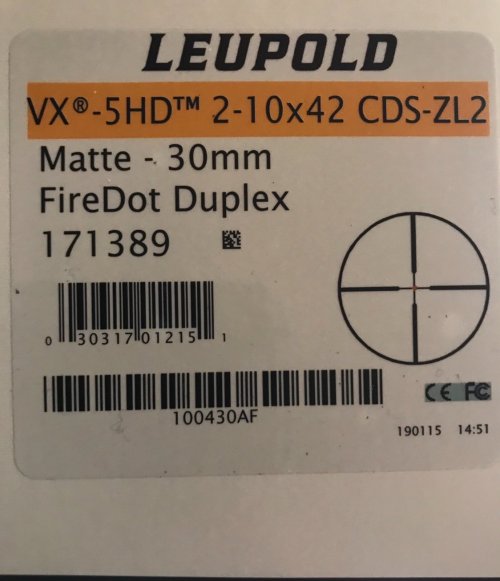 LEUPOLD
VX®-5HD™ 2-10x42 CDS-ZL2
Matte - 30mm
FireDot Duplex
171389
0 30317 01215 1
100430AF
CE FC
190115 14:51